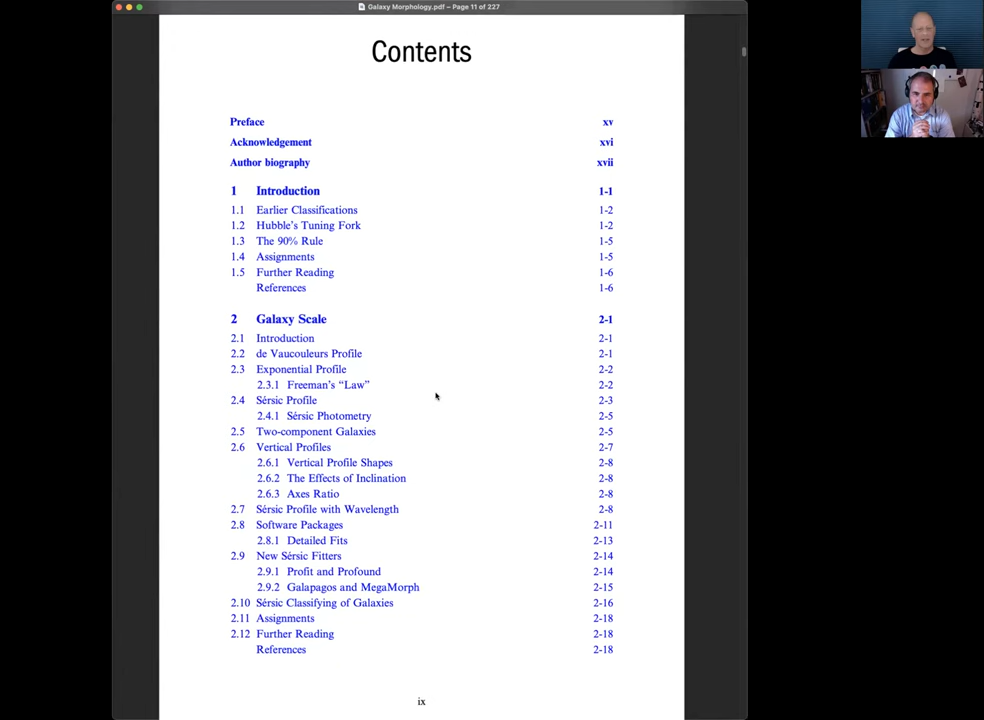 Galaxy Morphology.pdf – Page 11 of 227
Contents
Preface xv
Acknowledgement xvi
Author biography xvii
1 Introduction 1-1
1.1 Earlier Classifications 1-2
1.2 Hubble's Tuning Fork 1-2
1.3 The 90% Rule 1-5
1.4 Assignments 1-5
1.5 Further Reading 1-6
References 1-6
2 Galaxy Scale 2-1
2.1 Introduction 2-1
2.2 de Vaucouleurs Profile 2-1
2.3 Exponential Profile 2-2
2.3.1 Freeman's “Law” 2-2
2.4 Sérsic Profile 2-3
2.4.1 Sérsic Photometry 2-5
2.5 Two-component Galaxies 2-5
2.6 Vertical Profiles 2-7
2.6.1 Vertical Profile Shapes 2-8
2.6.2 The Effects of Inclination 2-8
2.6.3 Axes Ratio 2-8
2.7 Sérsic Profile with Wavelength 2-8
2.8 Software Packages 2-11
2.8.1 Detailed Fits 2-13
2.9 New Sérsic Fitters 2-14
2.9.1 Profit and Profound 2-14
2.9.2 Galapagos and MegaMorph 2-15
2.10 Sérsic Classifying of Galaxies 2-16
2.11 Assignments 2-18
2.12 Further Reading 2-18
References 2-18
ix